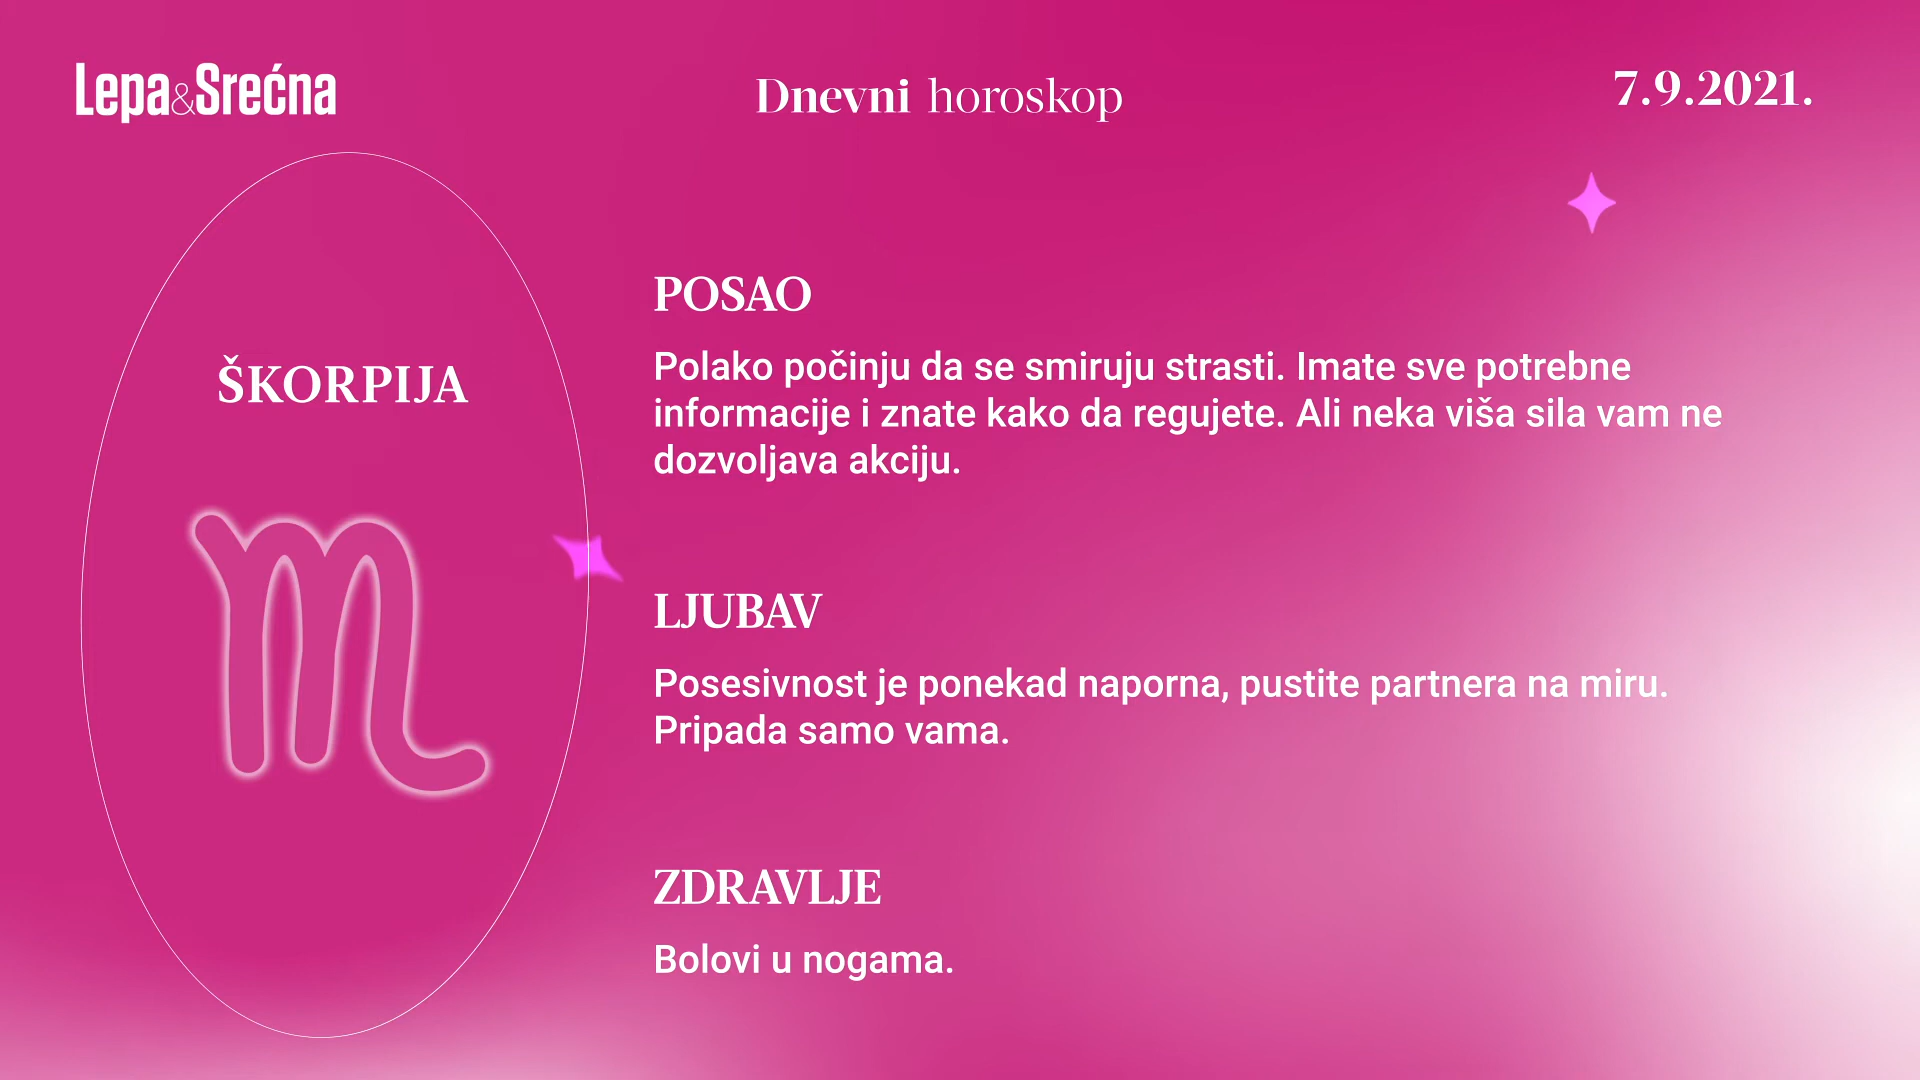 Lepa&Srećna
Dnevni horoskop
7.9.2021.
ŠKORPIJA
POSAO
Polako počinju da se smiruju strasti. Imate sve potrebne
informacije i znate kako da regujete. Ali neka viša sila vam ne
dozvoljava akciju.
LJUBAV
Posesivnost je ponekad naporna, pustite partnera na miru.
Pripada samo vama.
ZDRAVLJE
Bolovi u nogama.